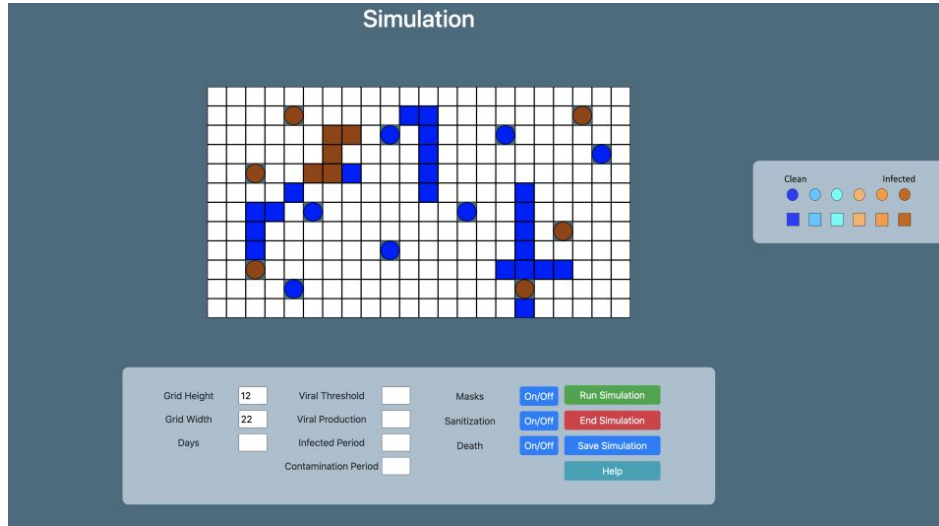 Simulation
Clean Infected
Grid Height 12 Viral Threshold Masks On/Off Run Simulation
Grid Width 22 Viral Production Sanitization On/Off End Simulation
Days Infected Period Death On/Off Save Simulation
Contamination Period Help